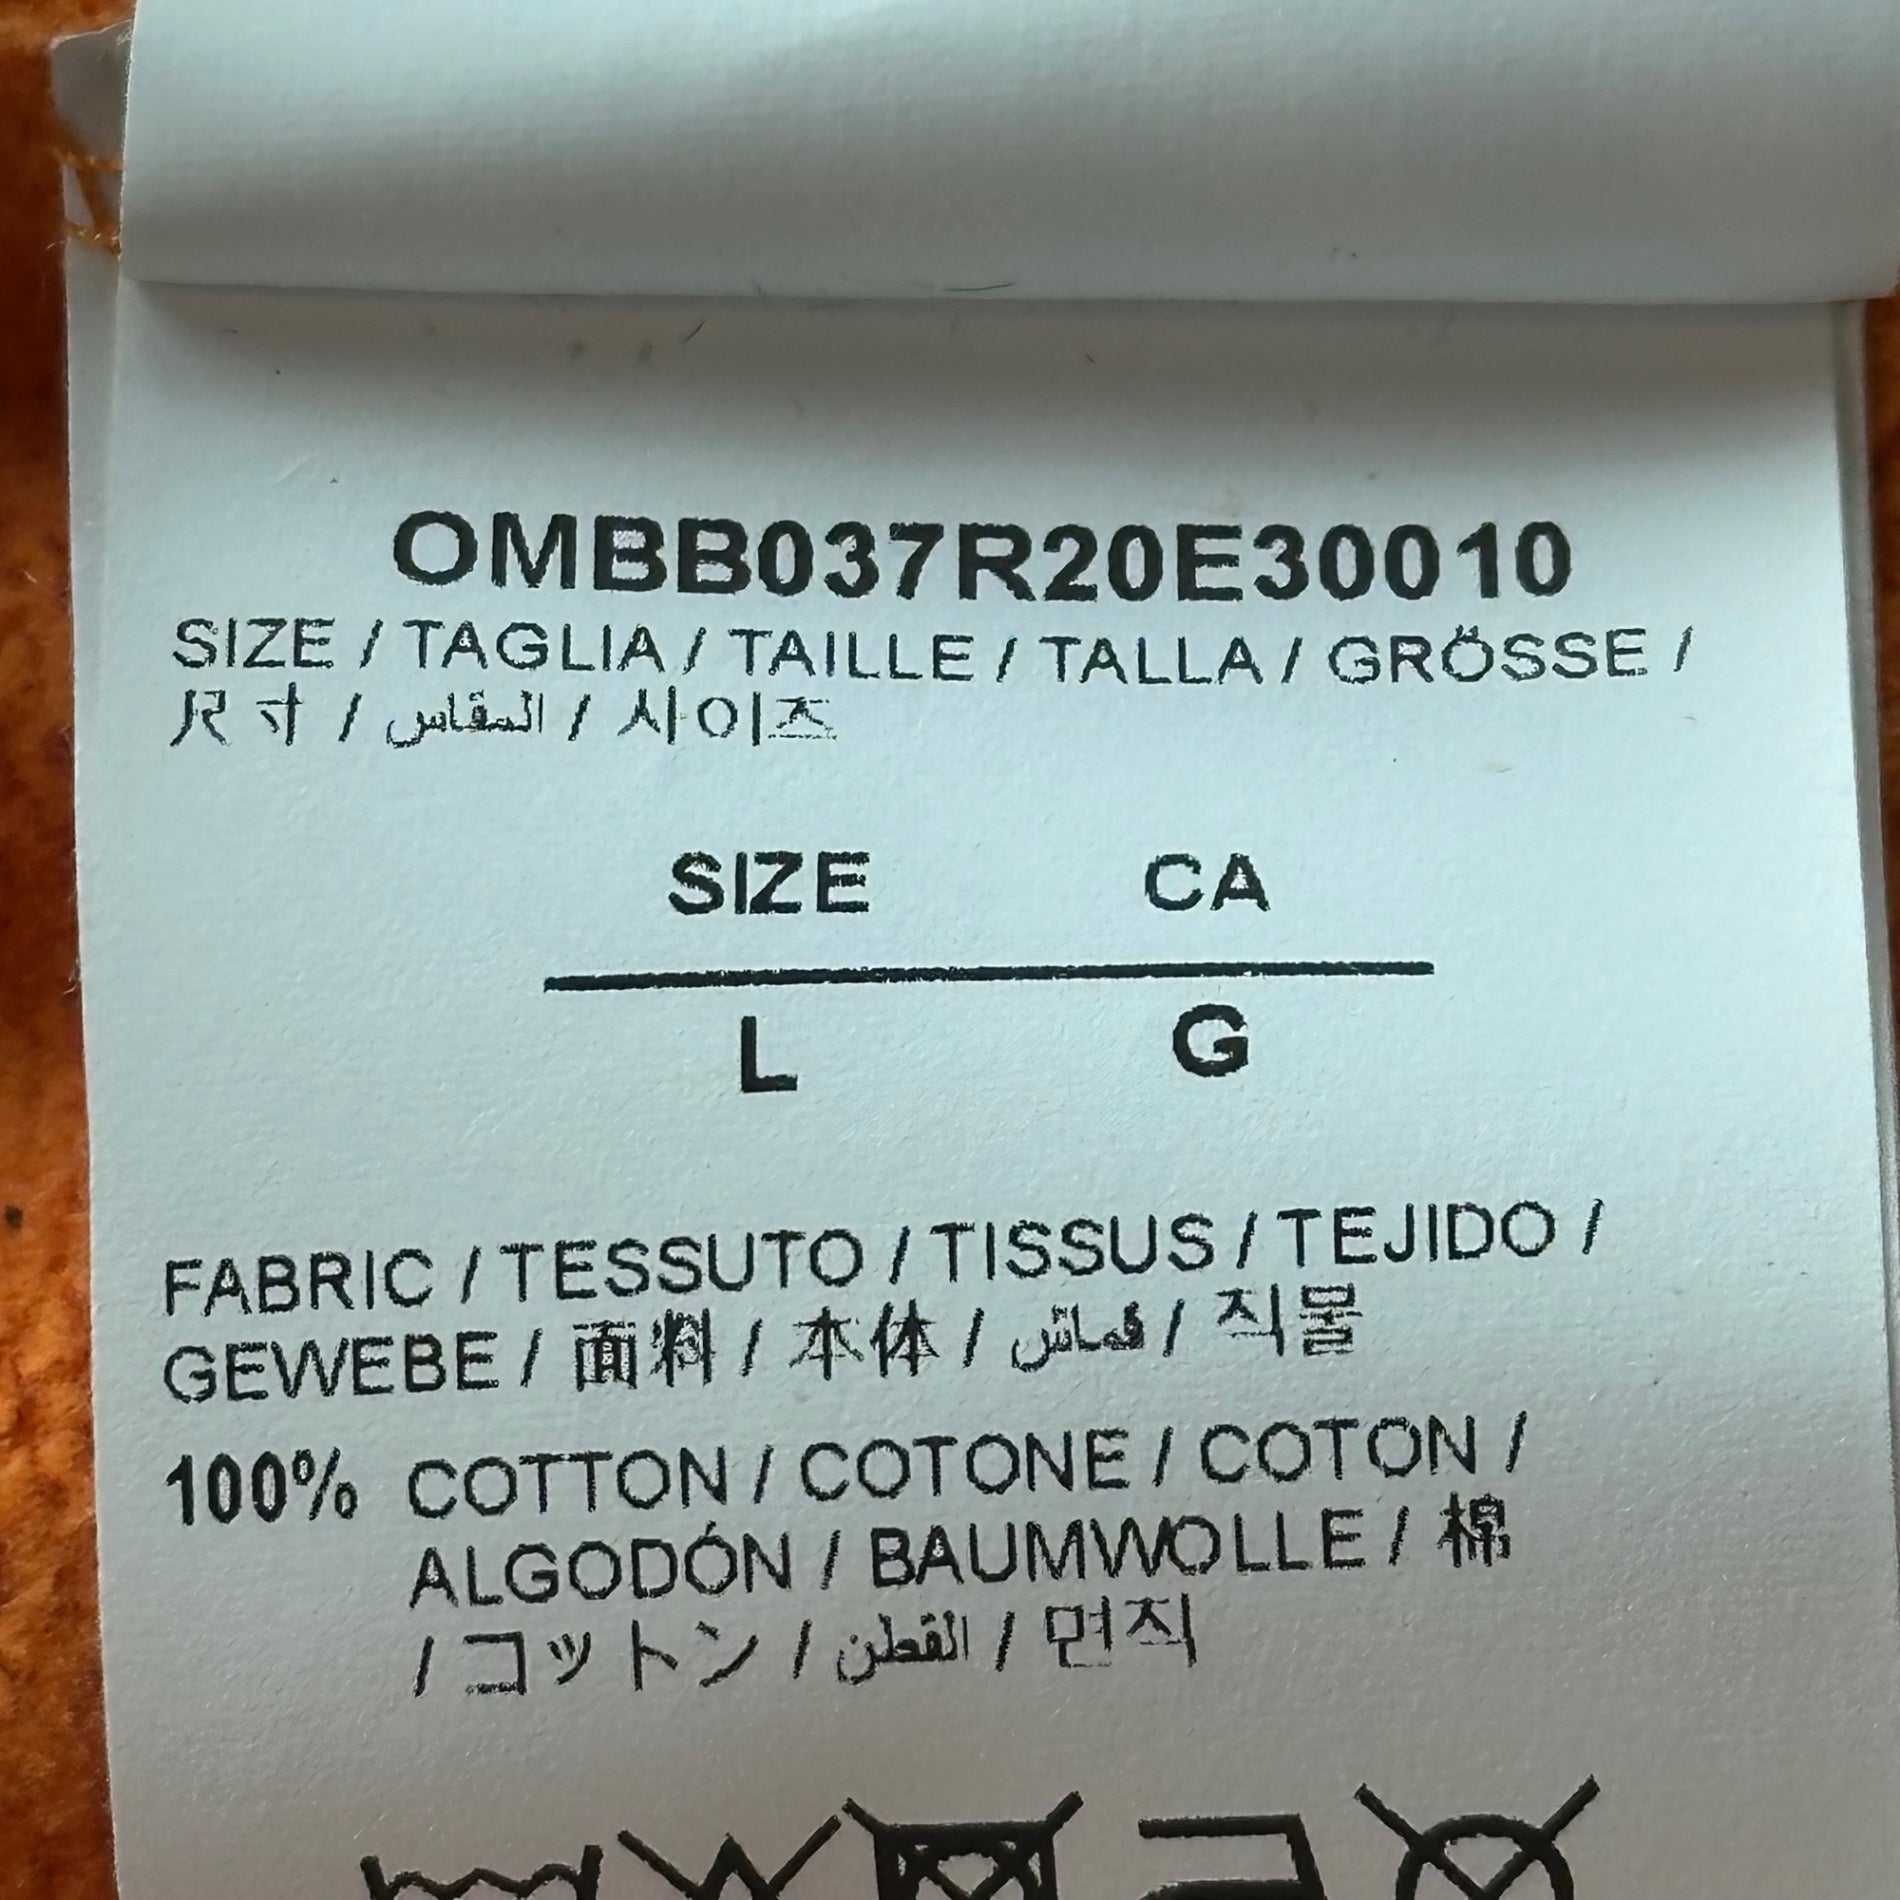 OMBB037R20E30010
SIZE / TAGLIA / TAILLE / TALLA / GRÖSSE /
尺寸 / المقاس / 사이즈
SIZE CA
L G
FABRIC / TESSUTO / TISSUS / TEJIDO /
GEWEBE / 面料 / 本体 / قماش / 직물
100% COTTON / COTONE / COTON /
ALGODÓN / BAUMWOLLE / 棉
/ コットン / القطن / 면직